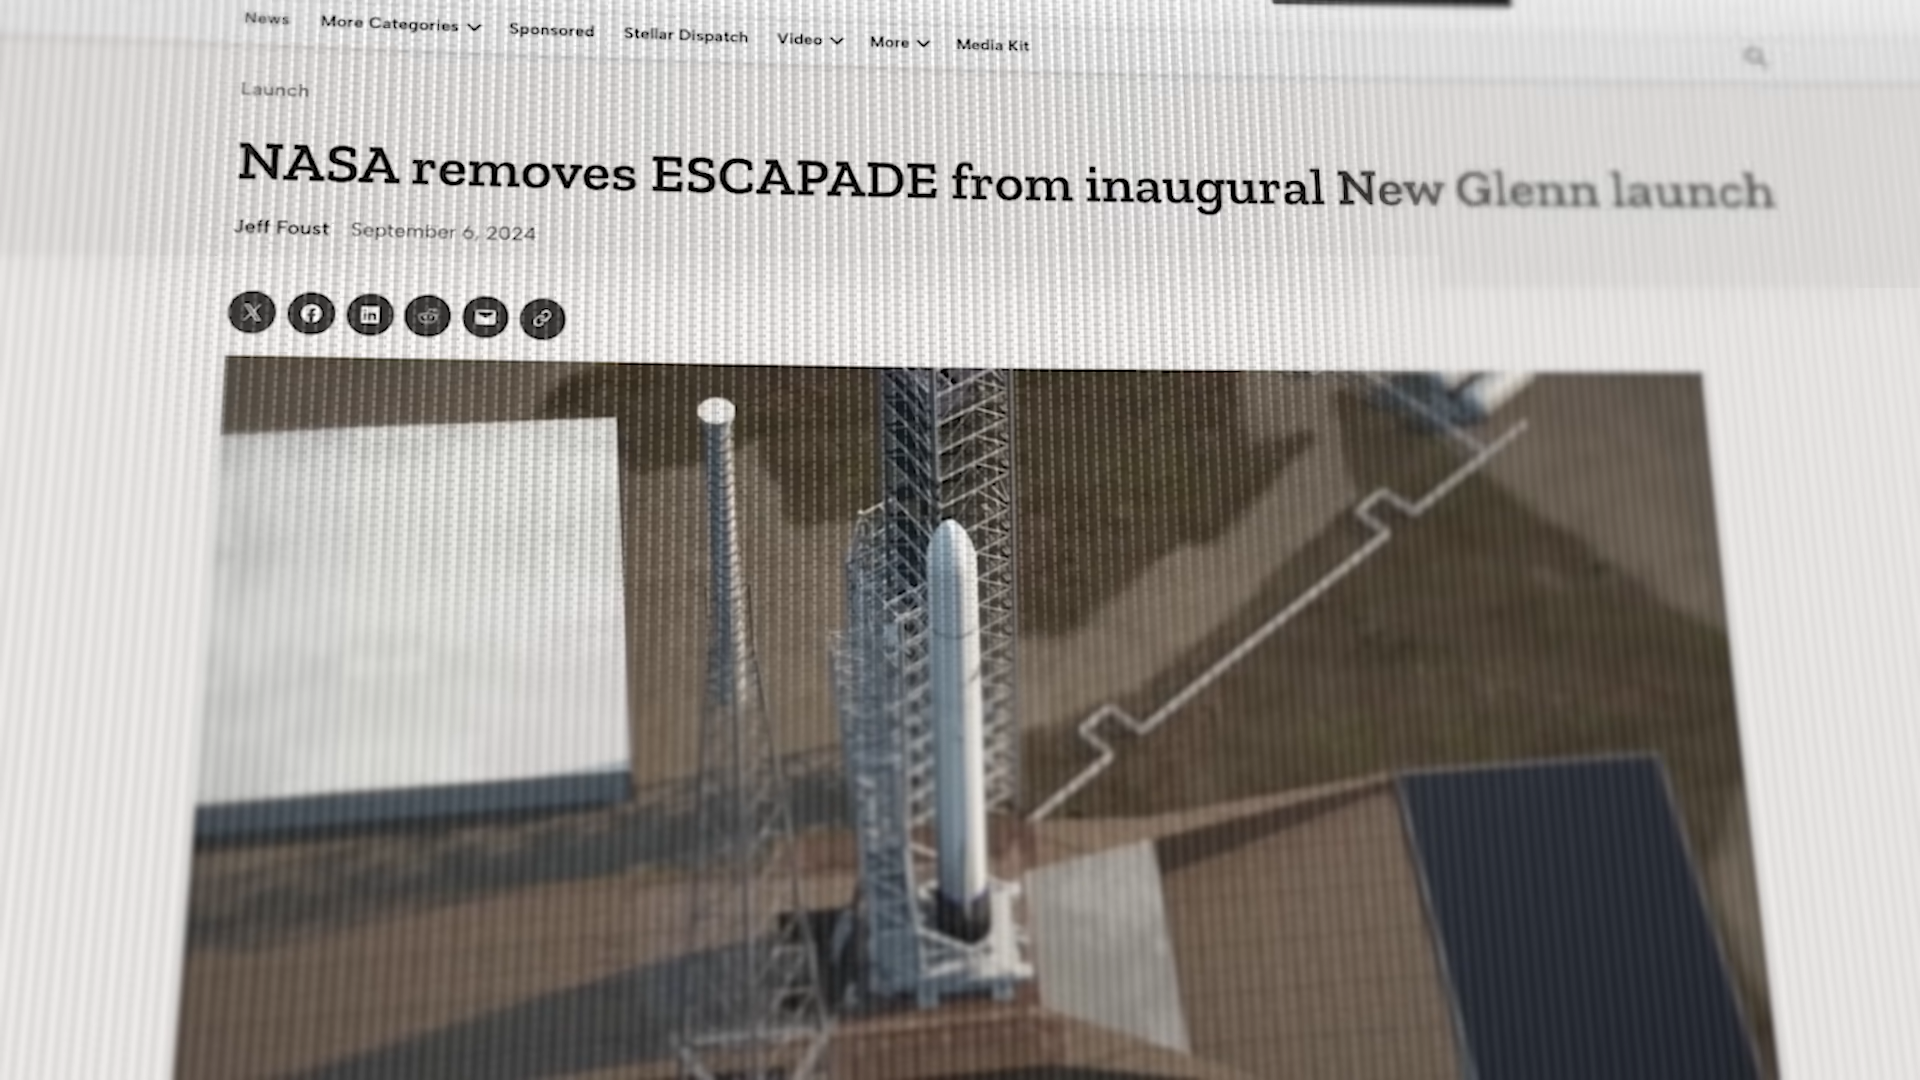 News More Categories Sponsored Stellar Dispatch Video More Media Kit
Launch
NASA removes ESCAPADE from inaugural New Glenn launch
Jeff Foust September 6, 2024